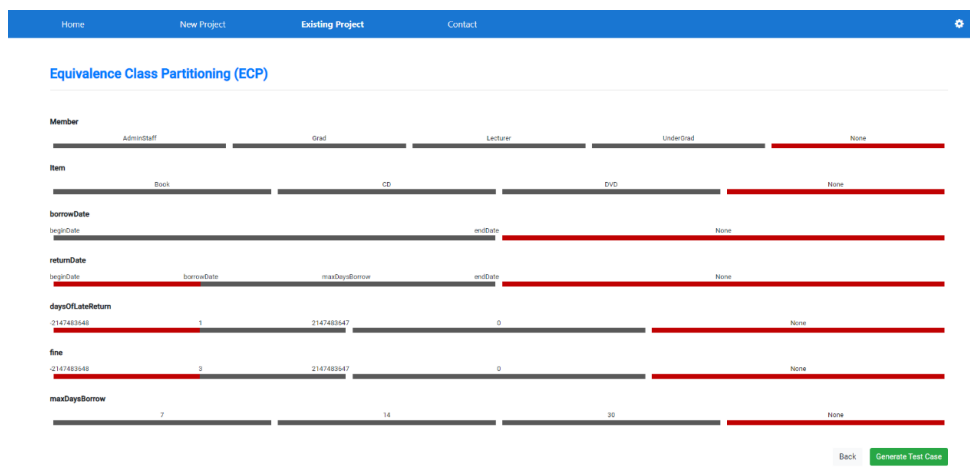 Home New Project Existing Project Contact
Equivalence Class Partitioning (ECP)
Member
AdminStaff Grad Lecturer UnderGrad None
Item
Book CD DVD None
borrowDate
beginDate endDate None
returnDate
beginDate borrowDate maxDaysBorrow endDate None
daysOfLateReturn
-2147483648 1 2147483647 0 None
fine
-2147483648 3 2147483647 0 None
maxDaysBorrow
7 14 30 None
Back Generate Test Case